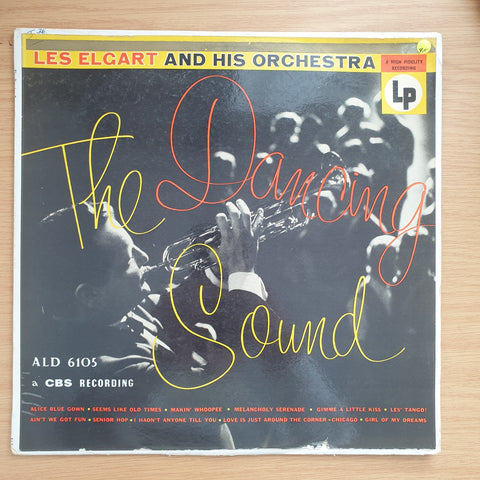 LES ELGART AND HIS ORCHESTRA
A HIGH FIDELITY
RECORDING
LP
The Dancing
Sound
ALD 6105
a CBS RECORDING
ALICE BLUE GOWN • SEEMS LIKE OLD TIMES • MAKIN' WHOOPEE • MELANCHOLY SERENADE • GIMME A LITTLE KISS • LES' TANGO!
AIN'T WE GOT FUN • SENIOR HOP • I HADN'T ANYONE TILL YOU • LOVE IS JUST AROUND THE CORNER • CHICAGO • GIRL OF MY DREAMS